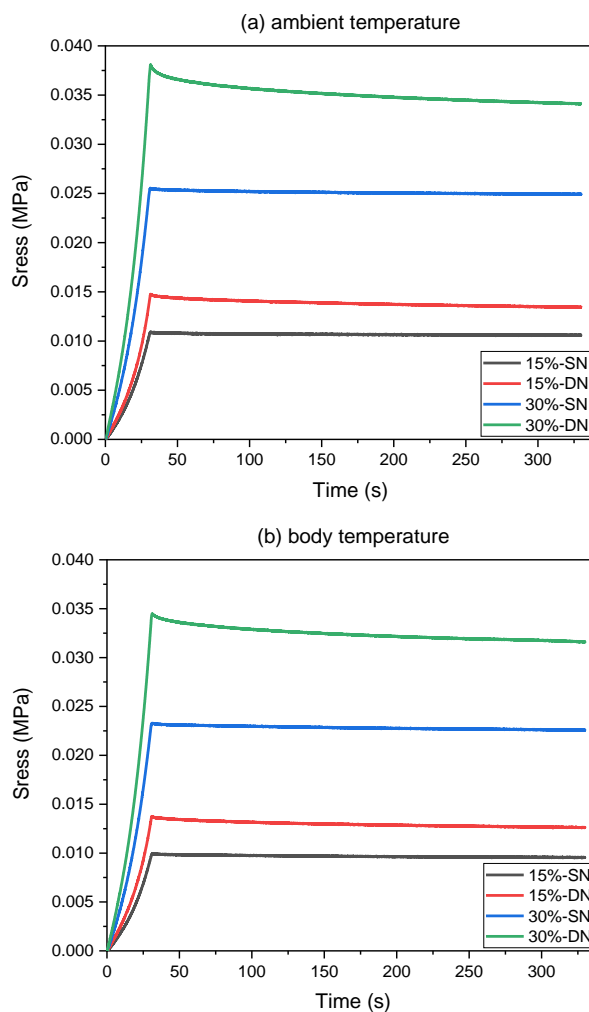 (a) ambient temperature
0.040
0.035
0.030
0.025
0.020
0.015
0.010
0.005
0.000
Sress (MPa)
15%-SN
15%-DN
30%-SN
30%-DN
0 50 100 150 200 250 300
Time (s)
(b) body temperature
0.040
0.035
0.030
0.025
0.020
0.015
0.010
0.005
0.000
Sress (MPa)
15%-SN
15%-DN
30%-SN
30%-DN
0 50 100 150 200 250 300
Time (s)